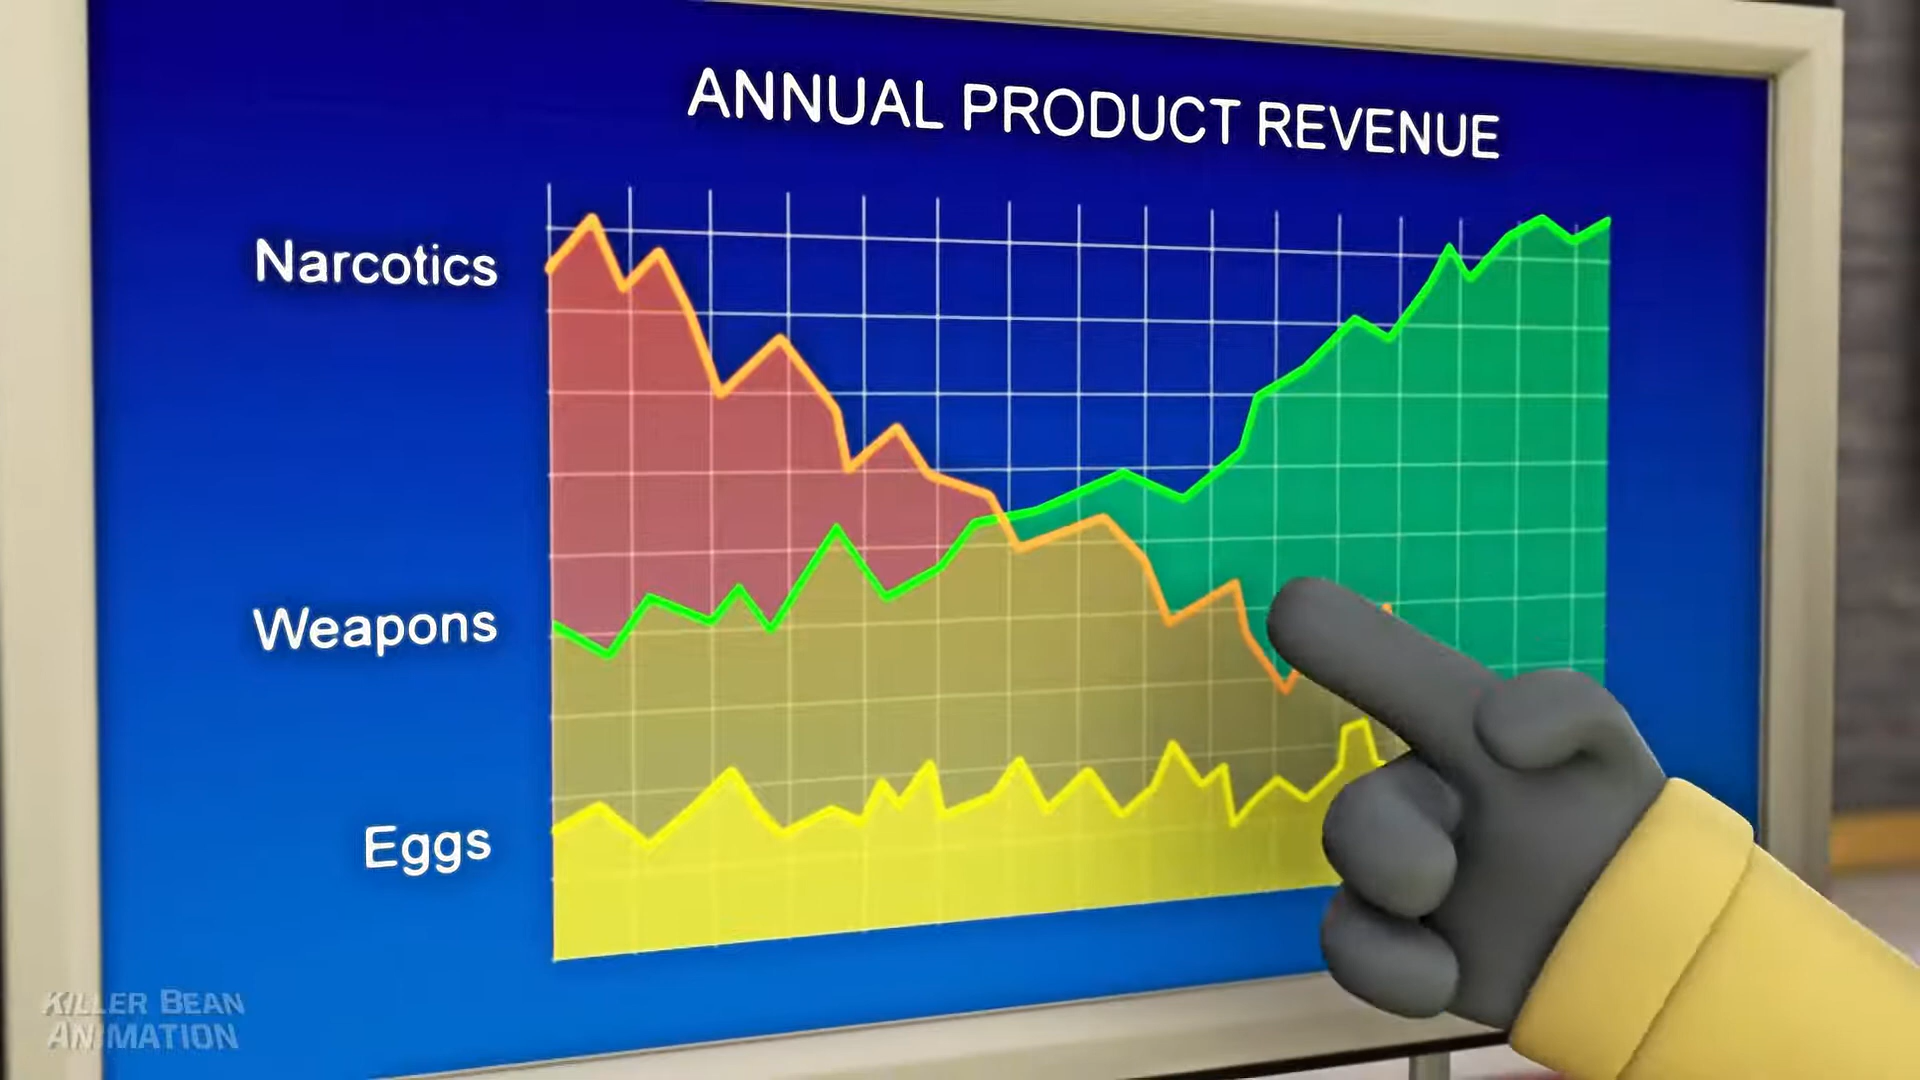 ANNUAL PRODUCT REVENUE
Narcotics
Weapons
Eggs
KILLER BEAN
ANIMATION